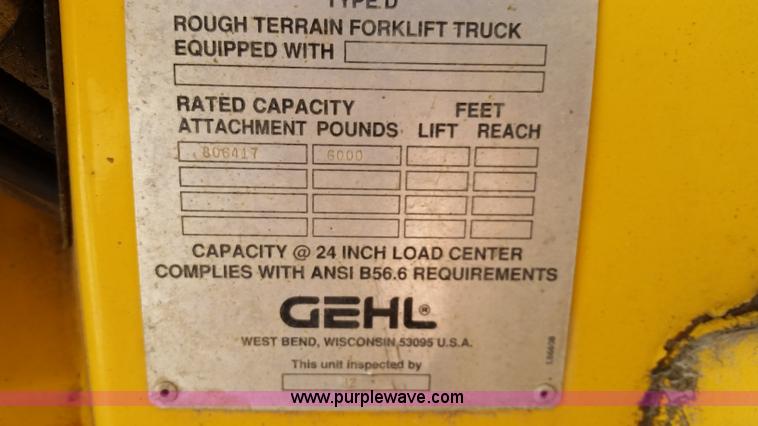 TYPE D
ROUGH TERRAIN FORKLIFT TRUCK
EQUIPPED WITH
RATED CAPACITY FEET
ATTACHMENT POUNDS LIFT REACH
806417 6000
CAPACITY @ 24 INCH LOAD CENTER
COMPLIES WITH ANSI B56.6 REQUIREMENTS
GEHL®
WEST BEND, WISCONSIN 53095 U.S.A.
This unit inspected by
www.purplewave.com